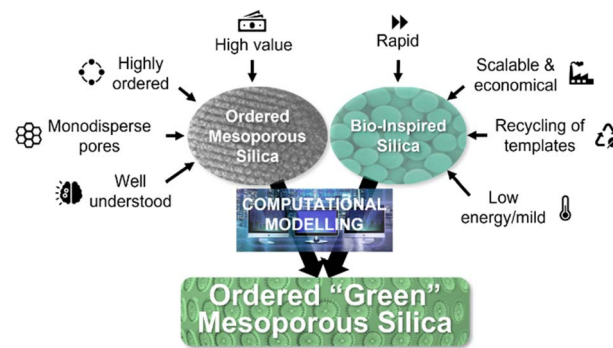 High value
Highly
ordered
Monodisperse
pores
Well
understood
Ordered
Mesoporous
Silica
Rapid
Scalable &
economical
Recycling of
templates
Low
energy/mild
Bio-Inspired
Silica
COMPUTATIONAL
MODELLING
Ordered “Green”
Mesoporous Silica